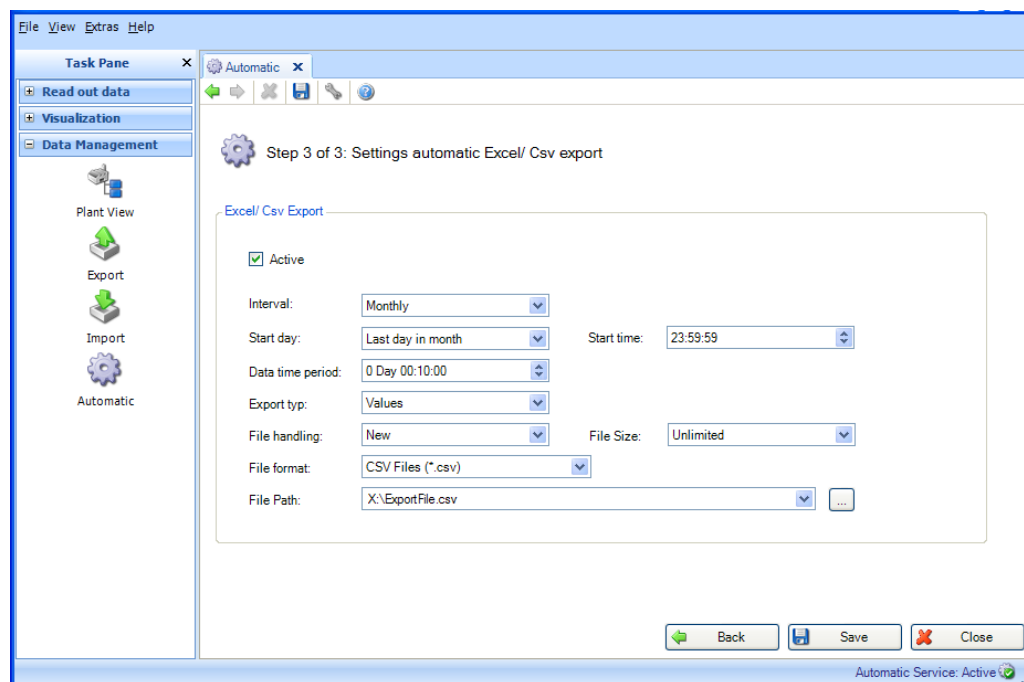 File View Extras Help
Task Pane
Automatic
Read out data
Visualization
Data Management
Plant View
Export
Import
Automatic
Step 3 of 3: Settings automatic Excel/ Csv export
Excel/ Csv Export
Active
Interval: Monthly
Start day: Last day in month Start time: 23:59:59
Data time period: 0 Day 00:10:00
Export typ: Values
File handling: New File Size: Unlimited
File format: CSV Files (*.csv)
File Path: X:\ExportFile.csv ...
Back Save Close
Automatic Service: Active